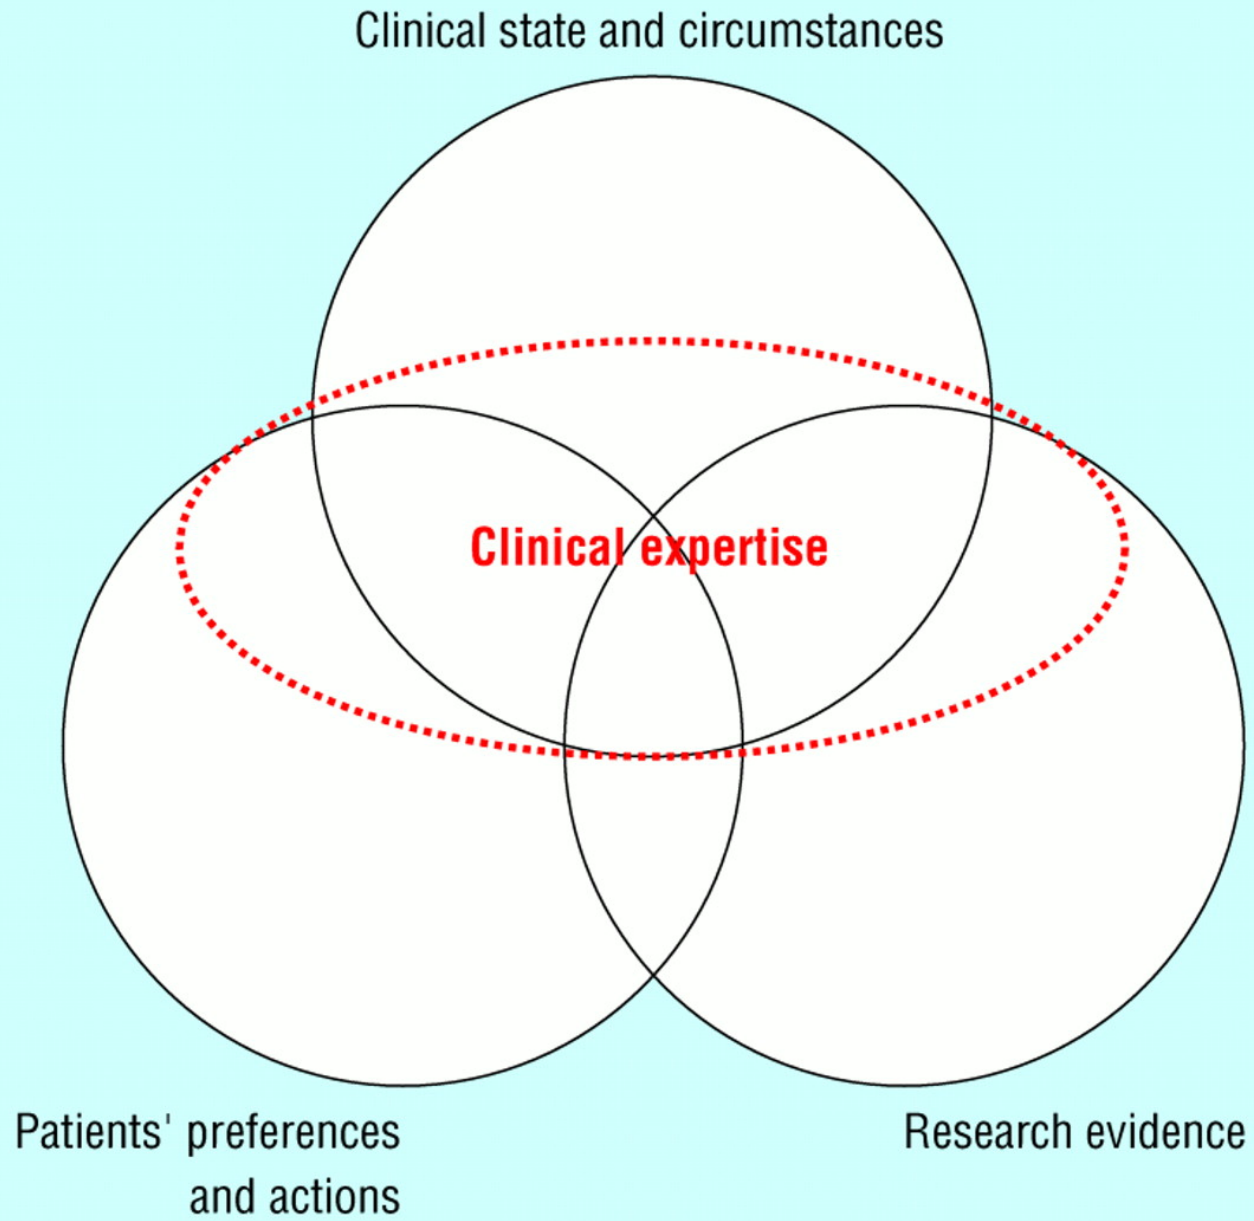 Clinical state and circumstances
Clinical expertise
Patients' preferences
and actions
Research evidence